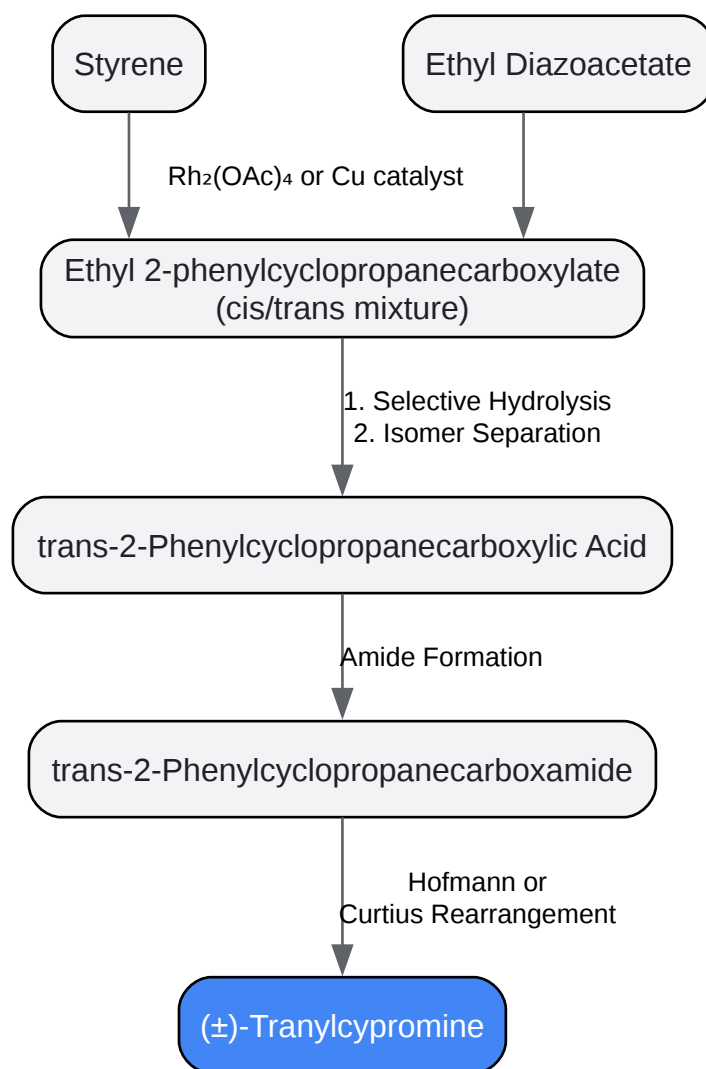 Styrene
Ethyl Diazoacetate
Rh₂(OAc)₄ or Cu catalyst
Ethyl 2-phenylcyclopropanecarboxylate
(cis/trans mixture)
1. Selective Hydrolysis
2. Isomer Separation
trans-2-Phenylcyclopropanecarboxylic Acid
Amide Formation
trans-2-Phenylcyclopropanecarboxamide
Hofmann or
Curtius Rearrangement
(±)-Tranylcypromine